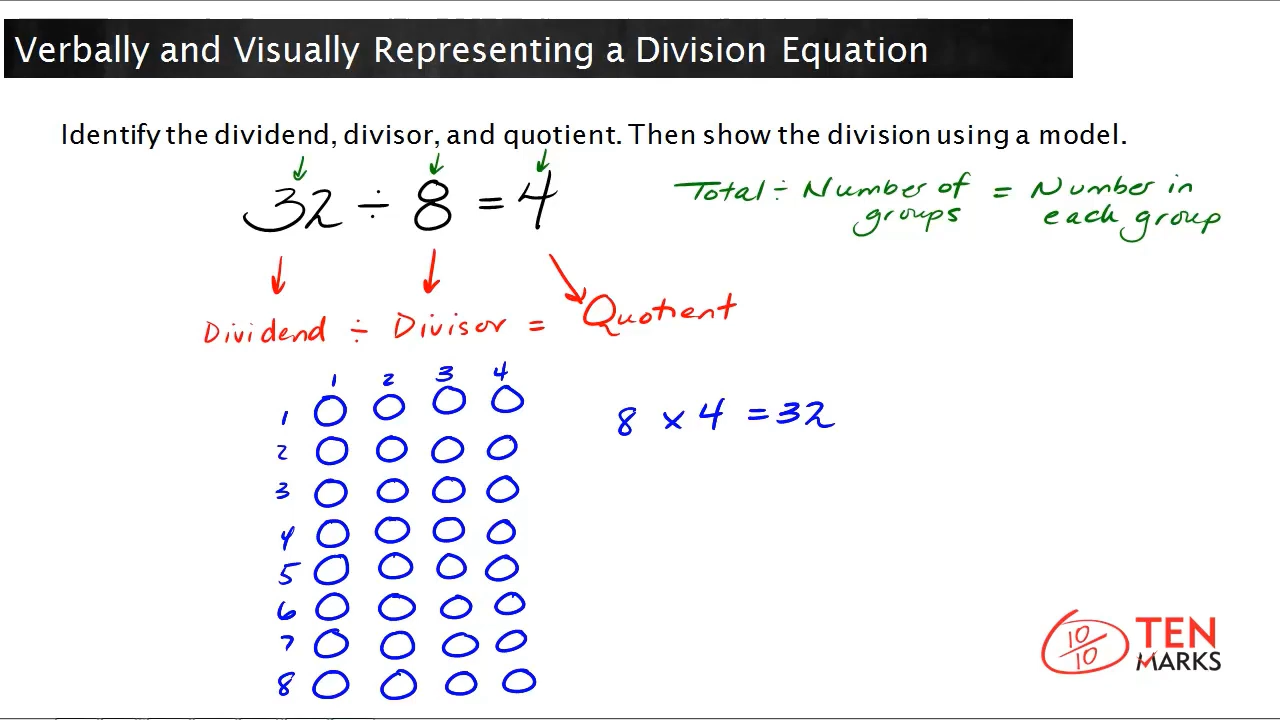 Verbally and Visually Representing a Division Equation
Identify the dividend, divisor, and quotient. Then show the division using a model.
32 ÷ 8 = 4
Total ÷ Number of groups = Number in each group
Dividend ÷ Divisor = Quotient
1 2 3 4
1
2
3
4
5
6
7
8
8 × 4 = 32
10/10
TEN
MARKS